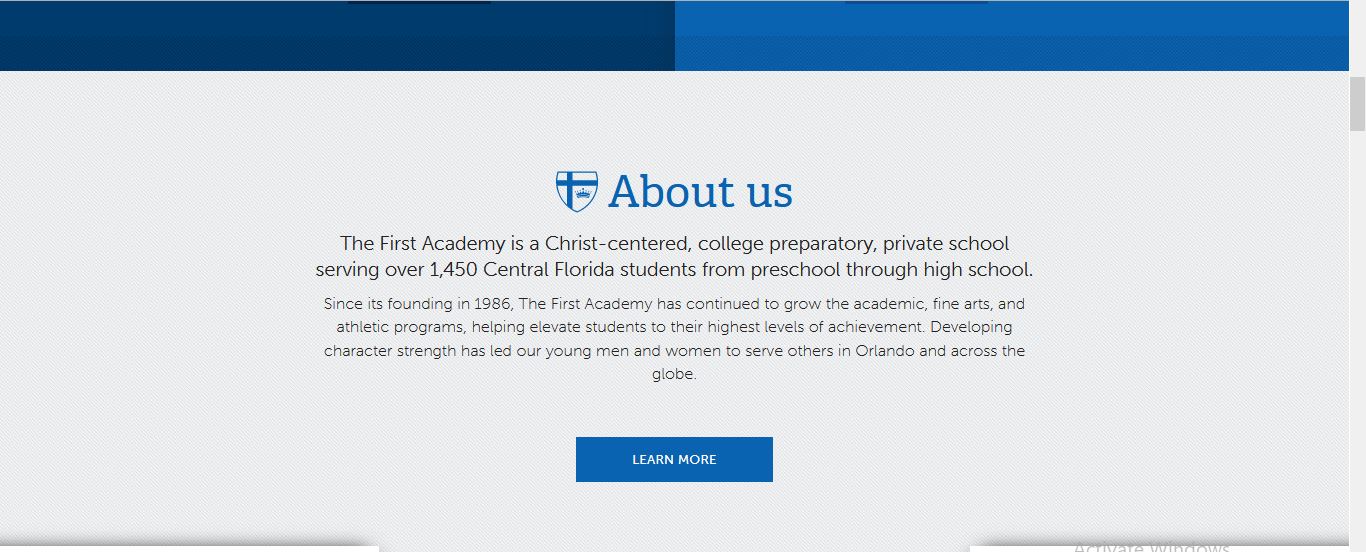 About us
The First Academy is a Christ-centered, college preparatory, private school
serving over 1,450 Central Florida students from preschool through high school.
Since its founding in 1986, The First Academy has continued to grow the academic, fine arts, and
athletic programs, helping elevate students to their highest levels of achievement. Developing
character strength has led our young men and women to serve others in Orlando and across the
globe.
LEARN MORE
Activate Windows